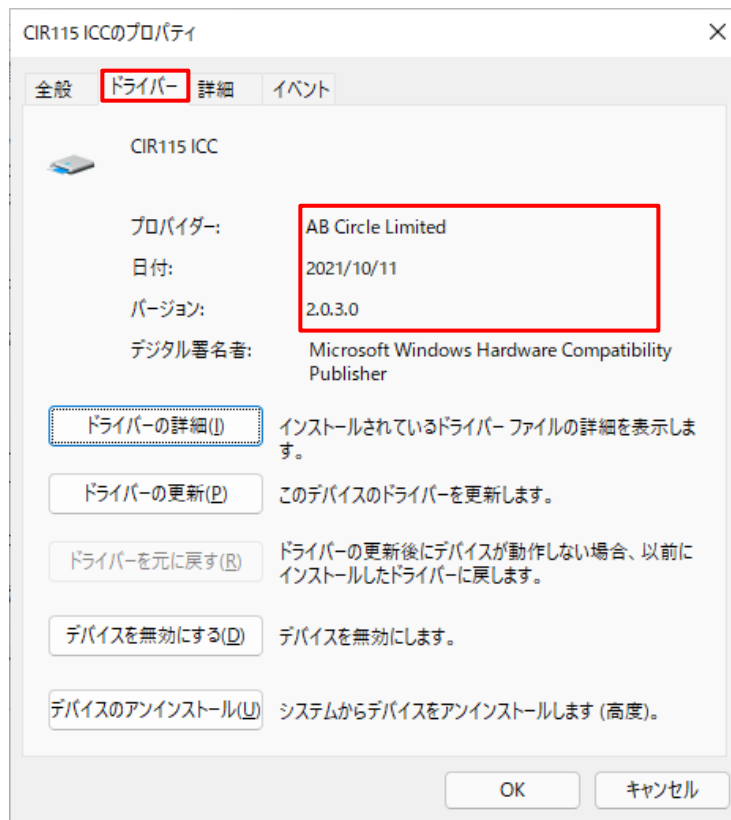 CIR115 ICCのプロパティ
全般 ドライバー 詳細 イベント
CIR115 ICC
プロバイダー: AB Circle Limited
日付: 2021/10/11
バージョン: 2.0.3.0
デジタル署名者: Microsoft Windows Hardware Compatibility
Publisher
ドライバーの詳細(I) インストールされているドライバー ファイルの詳細を表示しま
す。
ドライバーの更新(P) このデバイスのドライバーを更新します。
ドライバーを元に戻す(R) ドライバーの更新後にデバイスが動作しない場合、以前に
インストールしたドライバーに戻します。
デバイスを無効にする(D) デバイスを無効にします。
デバイスのアンインストール(U) システムからデバイスをアンインストールします (高度)。
OK キャンセル